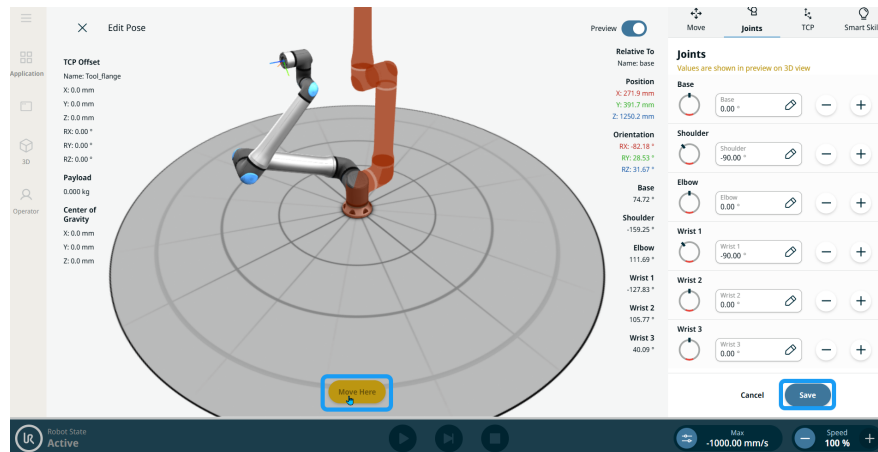 Edit Pose
Preview
Application
3D
Operator
TCP Offset
Name: Tool_flange
X: 0.0 mm
Y: 0.0 mm
Z: 0.0 mm
RX: 0.00 °
RY: 0.00 °
RZ: 0.00 °
Payload
0.000 kg
Center of
Gravity
X: 0.0 mm
Y: 0.0 mm
Z: 0.0 mm
Relative To
Name: base
Position
X: 271.9 mm
Y: 391.7 mm
Z: 1250.2 mm
Orientation
RX: -82.18 °
RY: 28.53 °
RZ: 31.67 °
Base
74.72 °
Shoulder
-159.25 °
Elbow
111.69 °
Wrist 1
-127.83 °
Wrist 2
105.77 °
Wrist 3
40.09 °
Move Here
Move
Joints
TCP
Smart Skil
Joints
Values are shown in preview on 3D view
Base
Base
0.00 °
Shoulder
Shoulder
-90.00 °
Elbow
Elbow
0.00 °
Wrist 1
Wrist 1
-90.00 °
Wrist 2
Wrist 2
0.00 °
Wrist 3
Wrist 3
0.00 °
Cancel
Save
UR
Robot State
Active
Max
-1000.00 mm/s
Speed
100 %